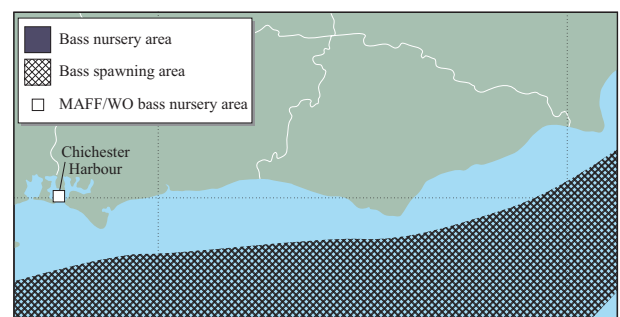 Bass nursery area
Bass spawning area
MAFF/WO bass nursery area
Chichester
Harbour